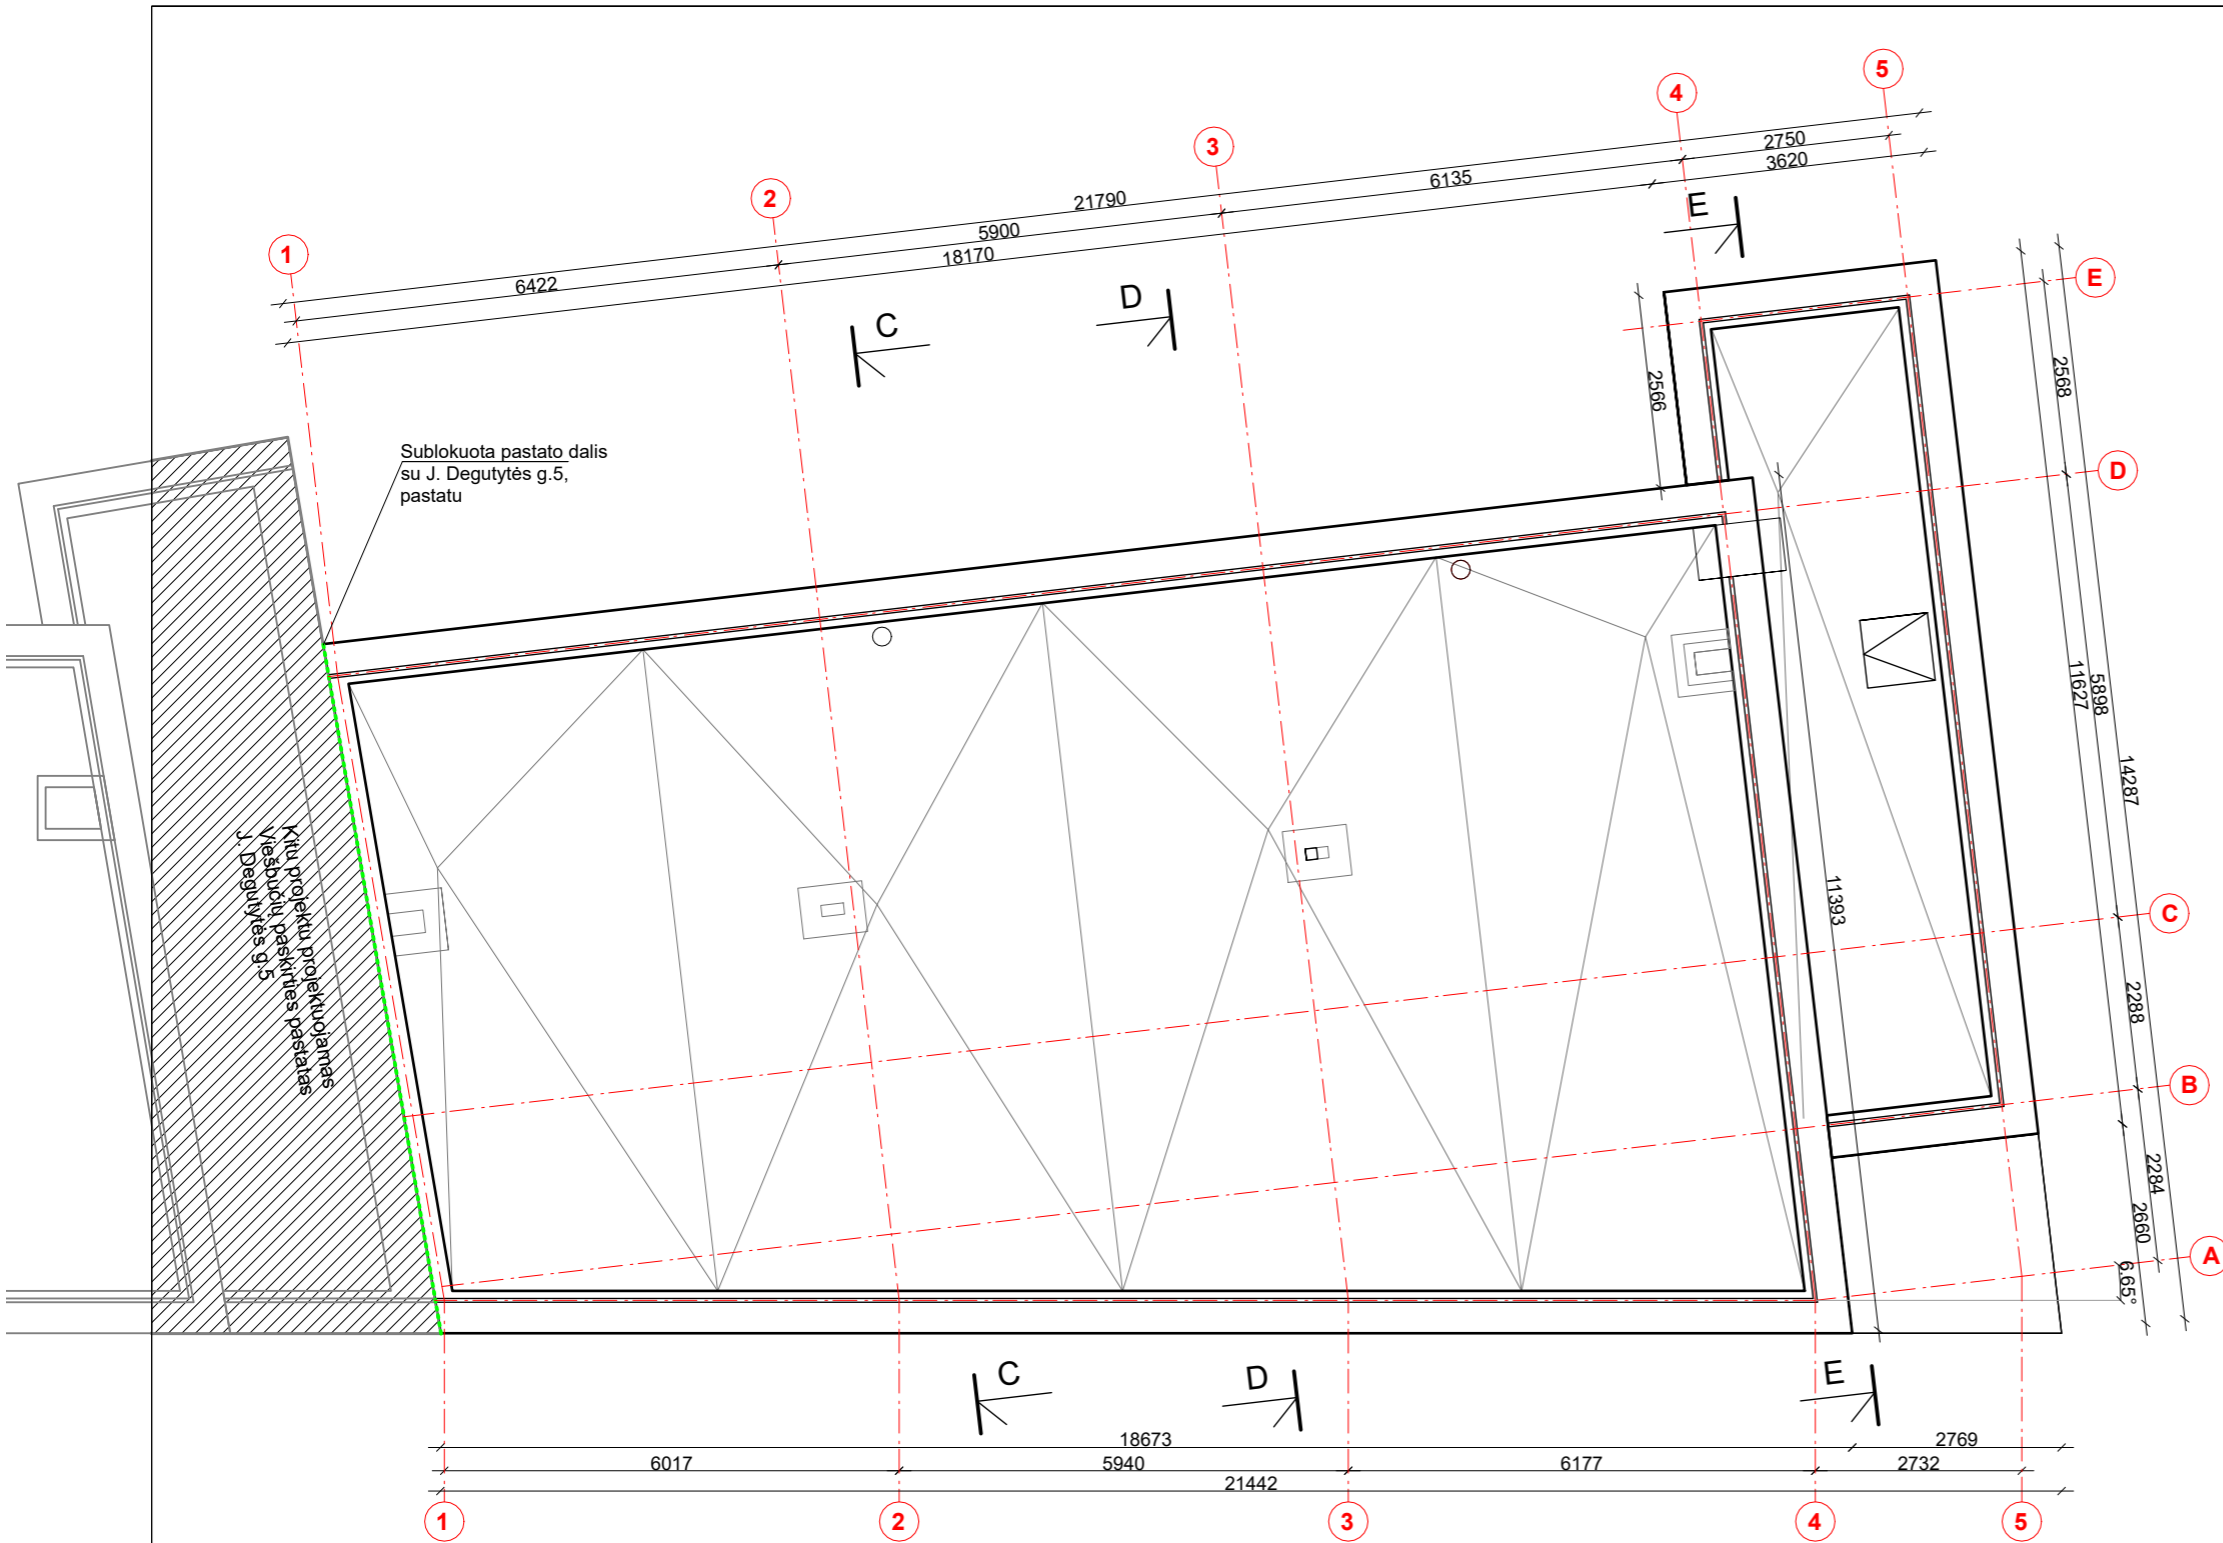 5
4
3
2
1
2750
3620
6135
21790
5900
18170
6422
E
D
C
E
2568
2566
D
Sublokuota pastato dalis
su J. Degutytės g.5,
pastatu
5898
11627
14287
Kitu projektu projektuojamas
Viešbučių paskirties pastatas
J. Degutytės g.5
11393
C
2288
B
2284
2660
A
6.65°
C
D
E
18673
2769
6017
5940
6177
2732
21442
1
2
3
4
5